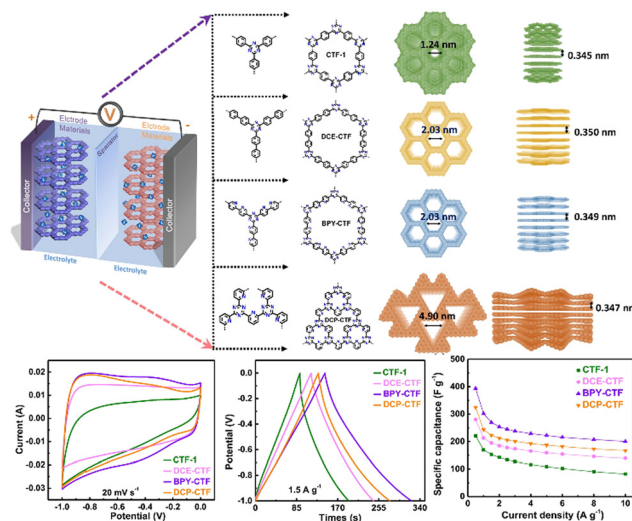 CTF-1
1.24 nm
0.345 nm
DCE-CTF
2.03 nm
0.350 nm
BPY-CTF
2.03 nm
0.349 nm
DCP-CTF
4.90 nm
0.347 nm
V
+
-
Elctrode
Materials
Separator
Elctrode
Materials
Collector
Collector
Electrolyte
Electrolyte
0.02
0.01
0.00
-0.01
-0.02
-0.03
Current (A)
CTF-1
DCE-CTF
BPY-CTF
DCP-CTF
20 mV s-1
-1.0 -0.8 -0.6 -0.4 -0.2 0.0
Potential (V)
0.0
-0.2
-0.4
-0.6
-0.8
-1.0
Potential (V)
CTF-1
DCE-CTF
BPY-CTF
DCP-CTF
1.5 A g-1
0 85 170 255 340
Times (s)
500
400
300
200
100
0
Specific capacitance (F g-1)
CTF-1
DCE-CTF
BPY-CTF
DCP-CTF
0 2 4 6 8 10
Current density (A g-1)